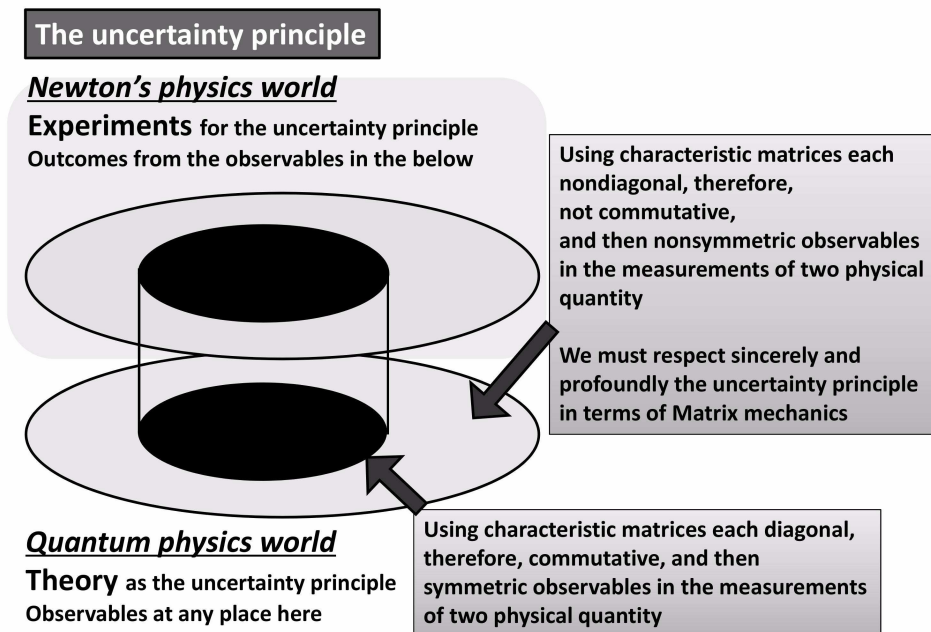 The uncertainty principle
Newton's physics world
Experiments for the uncertainty principle
Outcomes from the observables in the below
Using characteristic matrices each
nondiagonal, therefore,
not commutative,
and then nonsymmetric observables
in the measurements of two physical
quantity
We must respect sincerely and
profoundly the uncertainty principle
in terms of Matrix mechanics
Quantum physics world
Theory as the uncertainty principle
Observables at any place here
Using characteristic matrices each diagonal,
therefore, commutative, and then
symmetric observables in the measurements
of two physical quantity